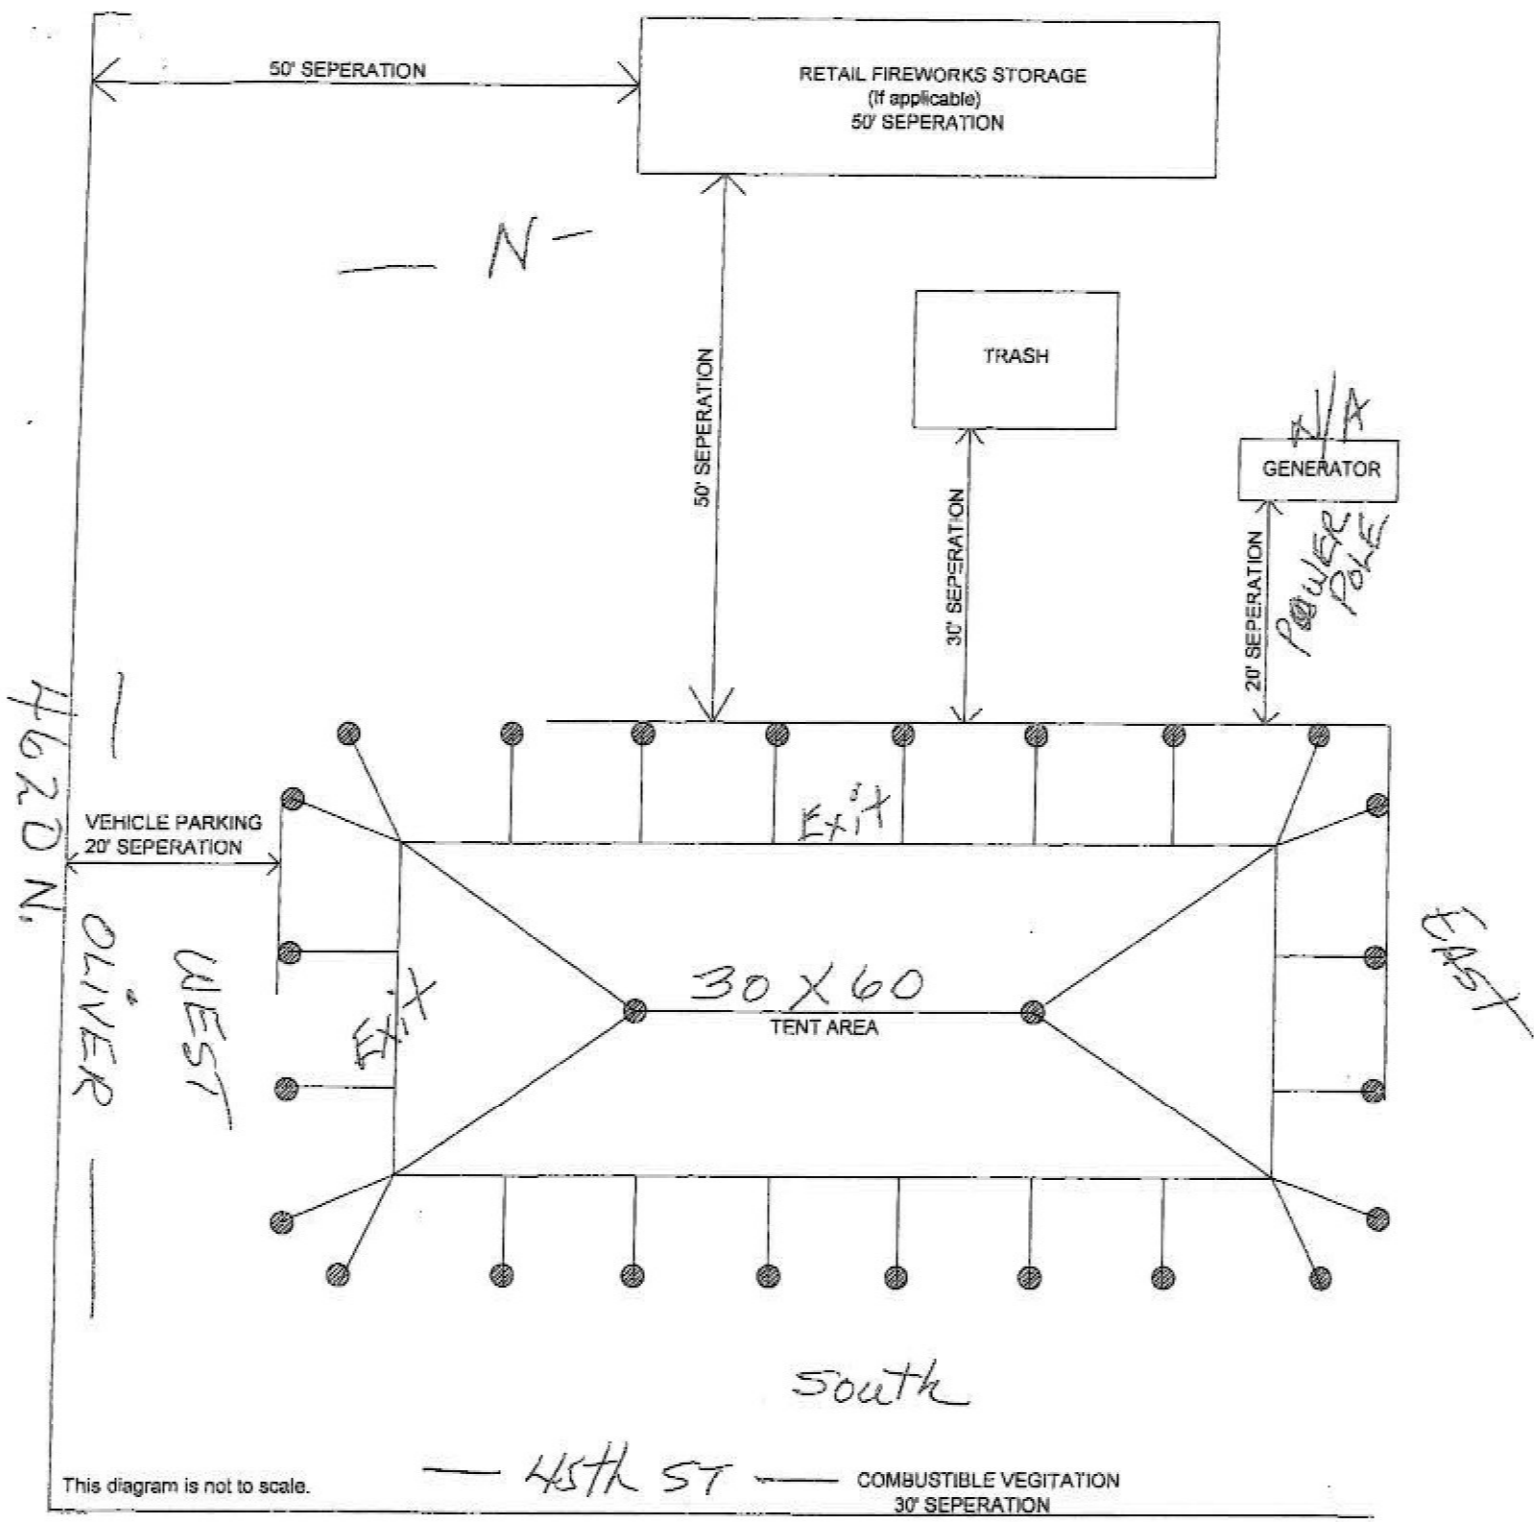 50' SEPERATION
RETAIL FIREWORKS STORAGE
(If applicable)
50' SEPERATION
— N -
50' SEPERATION
TRASH
30' SEPERATION
N/A
GENERATOR
20' SEPERATION
POWER
POLE
4620 N.
OLIVER
VEHICLE PARKING
20' SEPERATION
WEST
Exit
Exit
30 X 60
TENT AREA
EAST
South
This diagram is not to scale.
— 45th ST —
COMBUSTIBLE VEGITATION
30' SEPERATION